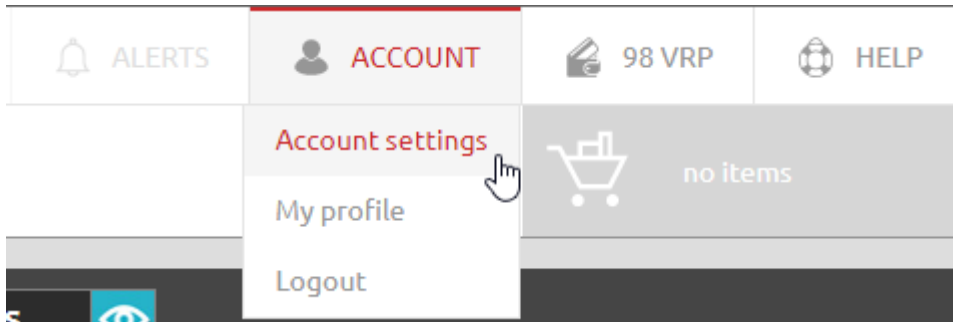 ALERTS ACCOUNT 98 VRP HELP
Account settings
no items
My profile
Logout